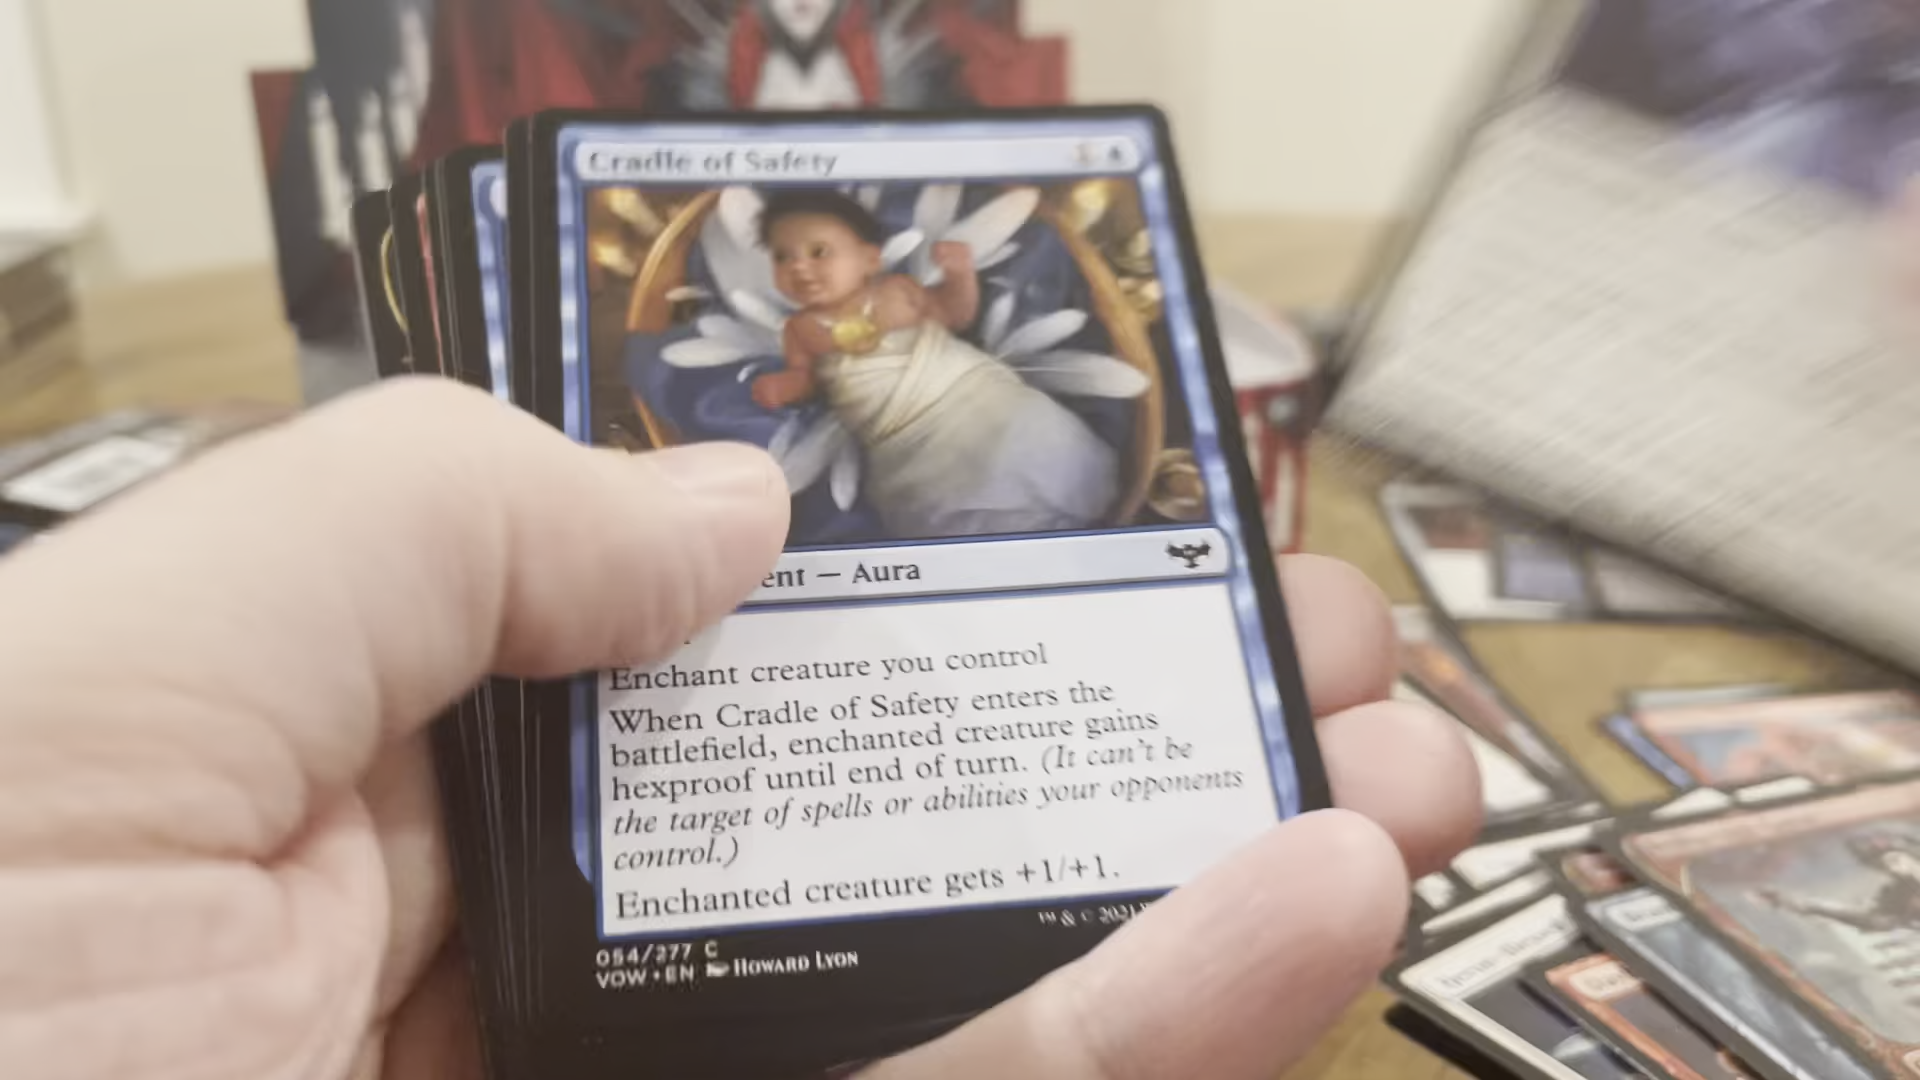 Cradle of Safety
ent — Aura
Enchant creature you control
When Cradle of Safety enters the
battlefield, enchanted creature gains
hexproof until end of turn. (It can't be
the target of spells or abilities your opponents
control.)
Enchanted creature gets +1/+1.
™ & © 2021
054/277 C
VOW • EN Howard Lyon